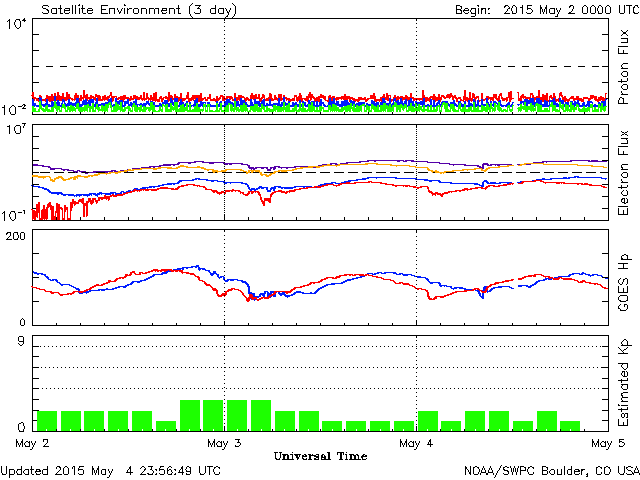 Satellite Environment (3 day) Begin: 2015 May 2 0000 UTC
10^4
10^-2
Proton Flux
10^7
10^-1
Electron Flux
200
0
GOES Hp
9
0
Estimated Kp
May 2 May 3 May 4 May 5
Universal Time
Updated 2015 May 4 23:56:49 UTC NOAA/SWPC Boulder, CO USA